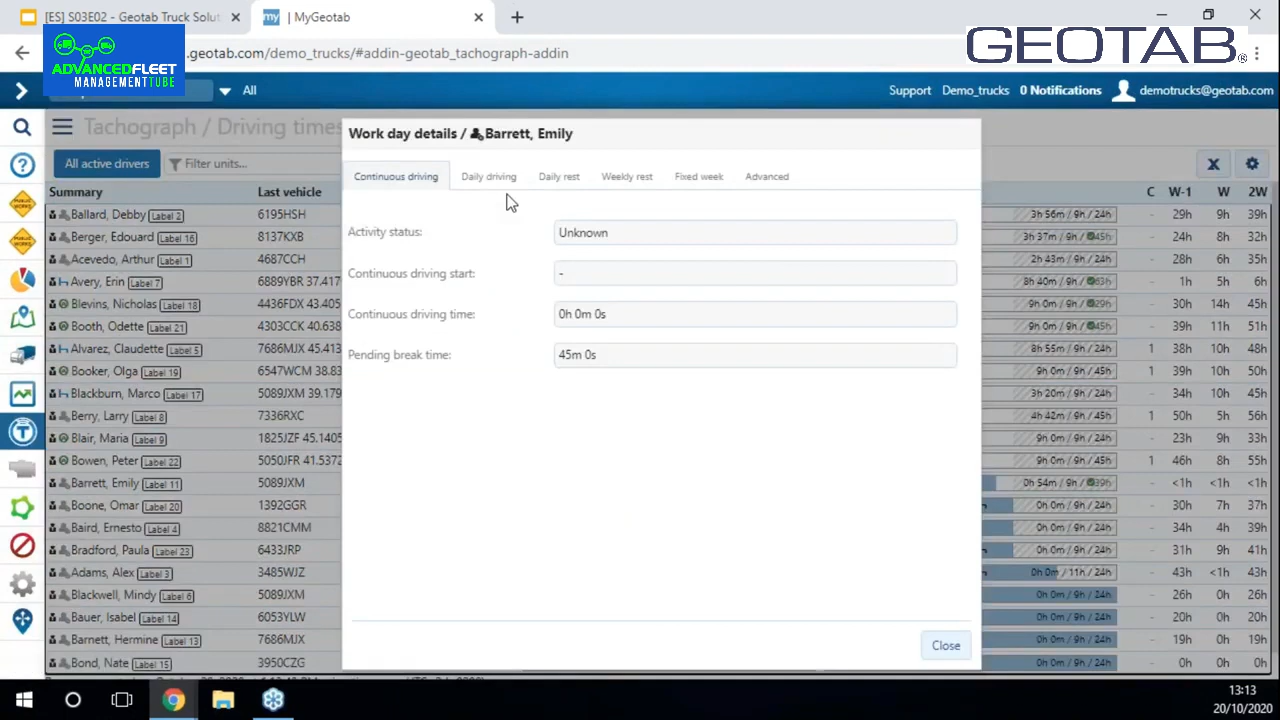 [ES] S03E02 - Geotab Truck Solut
my | MyGeotab
GEOTAB
.geotab.com/demo_trucks/#addin-geotab_tachograph-addin
ADVANCEDFLEET
MANAGEMENTTUBE
All
Support Demo_trucks 0 Notifications demotrucks@geotab.com
Tachograph / Driving times
All active drivers Filter units...
X
Summary Last vehicle C W-1 W 2W
Ballard, Debby Label 2 6195HSH 3h 56m / 9h / 24h - 29h 9h 39h
Berger, Edouard Label 16 8137KXB 3h 37m / 9h / 45h - 24h 8h 32h
Acevedo, Arthur Label 1 4687CCH 2h 43m / 9h / 24h - 28h 6h 35h
Avery, Erin Label 7 6889YBR 37.417 8h 40m / 9h / 63h - 1h 5h 6h
Blevins, Nicholas Label 18 4436FDX 43.405 9h 0m / 9h / 29h - 30h 14h 45h
Booth, Odette Label 21 4303CCK 40.638 9h 0m / 9h / 45h - 39h 11h 51h
Alvarez, Claudette Label 5 7686MJX 45.413 8h 55m / 9h / 24h 1 38h 10h 48h
Booker, Olga Label 19 6547WCM 38.83 9h 0m / 9h / 45h 1 39h 10h 50h
Blackburn, Marco Label 17 5089JXM 39.179 3h 20m / 9h / 24h - 34h 10h 45h
Berry, Larry Label 8 7336RXC 4h 42m / 9h / 45h 1 50h 5h 56h
Blair, Maria Label 9 1825JZF 45.1405 9h 0m / 9h / 24h - 23h 9h 33h
Bowen, Peter Label 22 5050JFR 41.5372 9h 0m / 9h / 45h 1 46h 8h 55h
Barrett, Emily Label 11 5089JXM 0h 54m / 9h / 39h - <1h <1h <1h
Boone, Omar Label 20 1392GGR 0h 0m / 9h / 24h - 30h 7h 37h
Baird, Ernesto Label 4 8821CMM 0h 0m / 9h / 24h - 34h 4h 39h
Bradford, Paula Label 23 6433JRP 0h 0m / 9h / 24h - 31h 9h 41h
Adams, Alex Label 3 3485WJZ 0h 0m / 11h / 24h - 43h <1h 43h
Blackwell, Mindy Label 6 5089JXM 0h 0m / 9h / 24h - 26h 0h 26h
Bauer, Isabel Label 14 6053YLW 0h 0m / 9h / 24h - 20h 0h 20h
Barnett, Hermine Label 13 7686MJX 0h 0m / 9h / 24h - 19h 0h 19h
Bond, Nate Label 15 3950CZG 0h 0m / 9h / 24h - 0h 0h 0h
Work day details / Barrett, Emily
Continuous driving Daily driving Daily rest Weekly rest Fixed week Advanced
Activity status: Unknown
Continuous driving start: -
Continuous driving time: 0h 0m 0s
Pending break time: 45m 0s
Close
13:13
20/10/2020